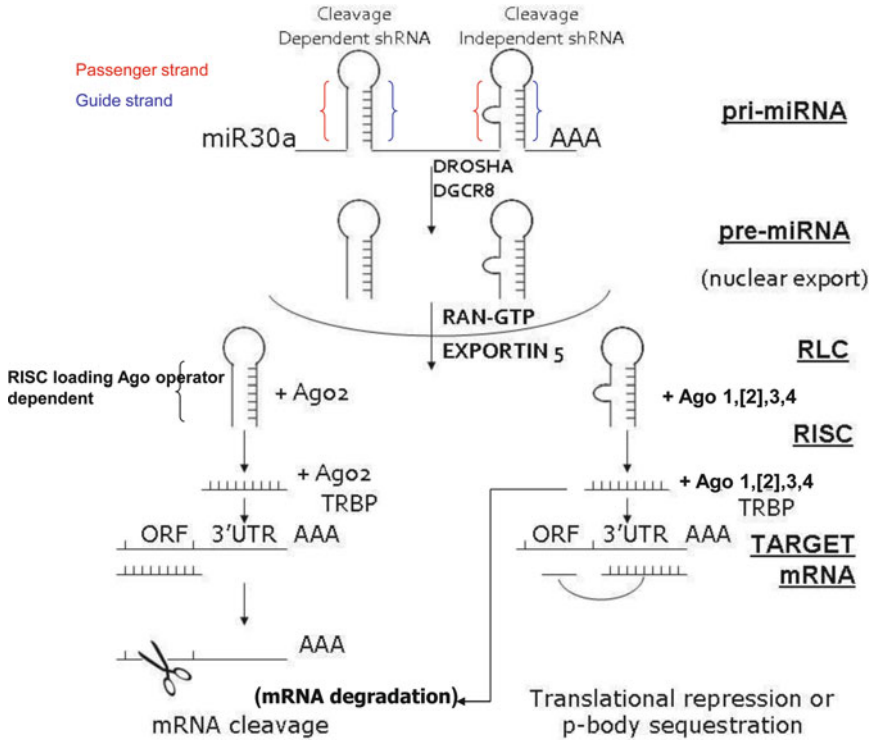 Cleavage
Dependent shRNA
Cleavage
Independent shRNA
Passenger strand
Guide strand
miR30a
AAA
pri-miRNA
DROSHA
DGCR8
pre-miRNA
(nuclear export)
RAN-GTP
EXPORTIN 5
RLC
RISC loading Ago operator
dependent
+ Ago2
+ Ago 1,[2],3,4
RISC
+ Ago2
TRBP
+ Ago 1,[2],3,4
TRBP
ORF 3'UTR AAA
ORF 3'UTR AAA
TARGET
mRNA
AAA
(mRNA degradation)
mRNA cleavage
Translational repression or
p-body sequestration